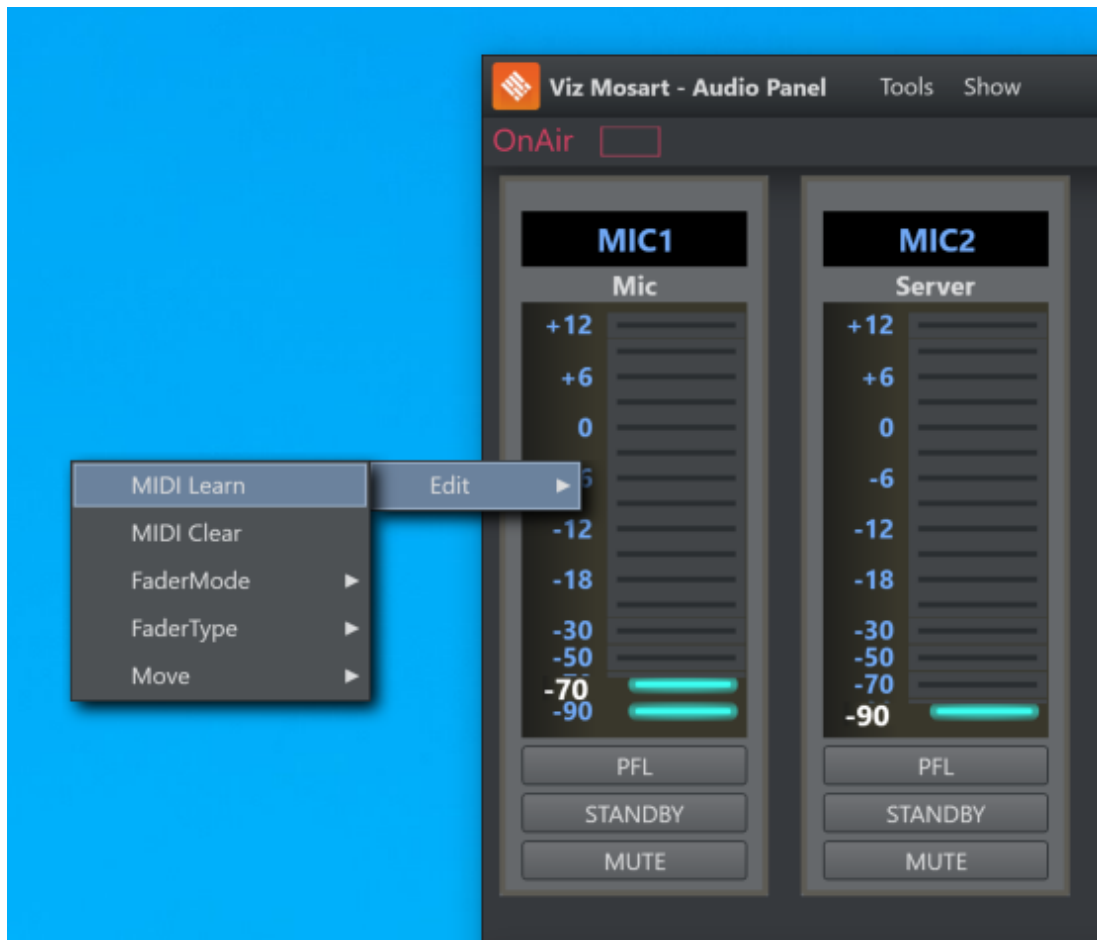 Viz Mosart - Audio Panel Tools Show
OnAir
MIC1
Mic
+12
+6
0
-12
-18
-30
-50
-70
-90
PFL
STANDBY
MUTE
MIC2
Server
+12
+6
0
-6
-12
-18
-30
-50
-70
-90
PFL
STANDBY
MUTE
Edit
MIDI Learn
MIDI Clear
FaderMode
FaderType
Move